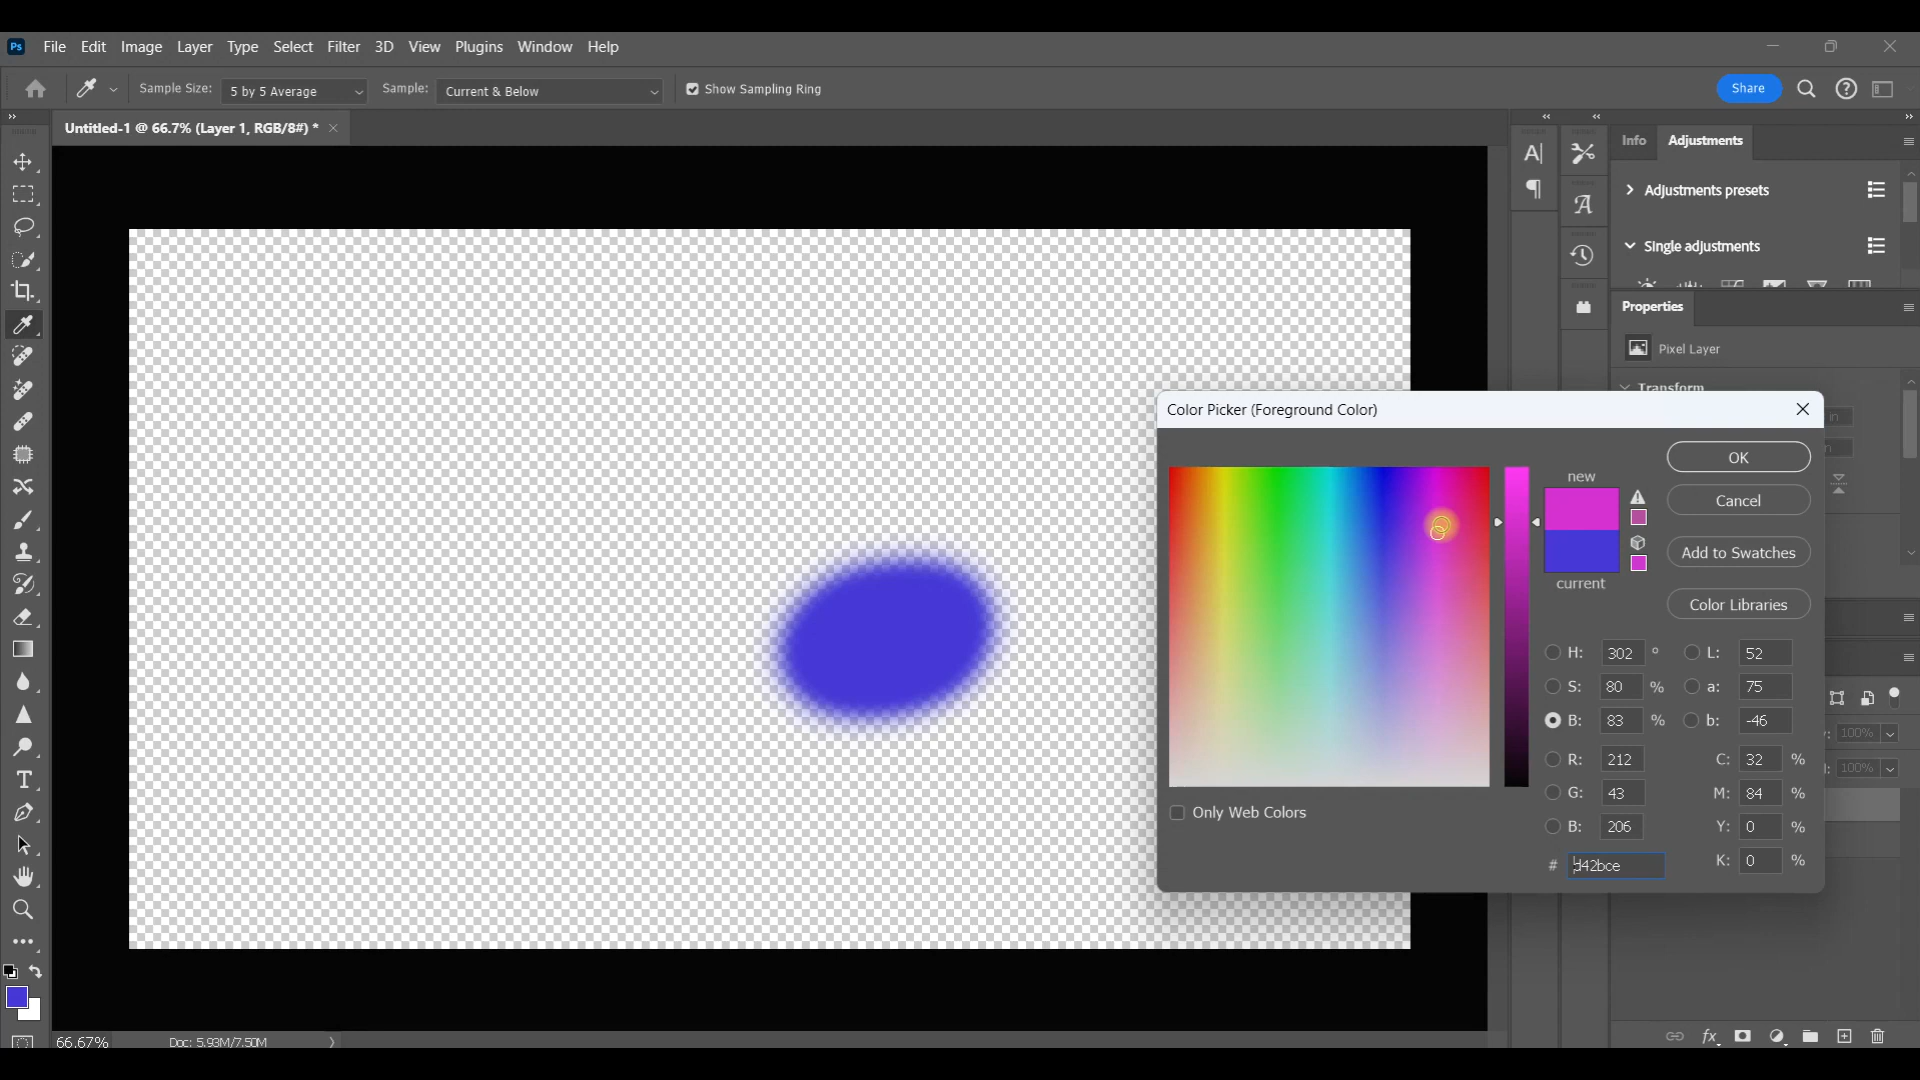 Ps File Edit Image Layer Type Select Filter 3D View Plugins Window Help
Sample Size: 5 by 5 Average Sample: Current & Below Show Sampling Ring Share
Untitled-1 @ 66.7% (Layer 1, RGB/8#) *
Info Adjustments
Adjustments presets
Single adjustments
Properties
Pixel Layer
Transform
in
Color Picker (Foreground Color)
new
current
OK
Cancel
Add to Swatches
Color Libraries
H: 302 ° L: 52
S: 80 % a: 75
B: 83 % b: -46
R: 212 C: 32 %
G: 43 M: 84 %
B: 206 Y: 0 %
# d42bce K: 0 %
Only Web Colors
100%
100%
66.67% Doc: 5.93M/7.50M
fx